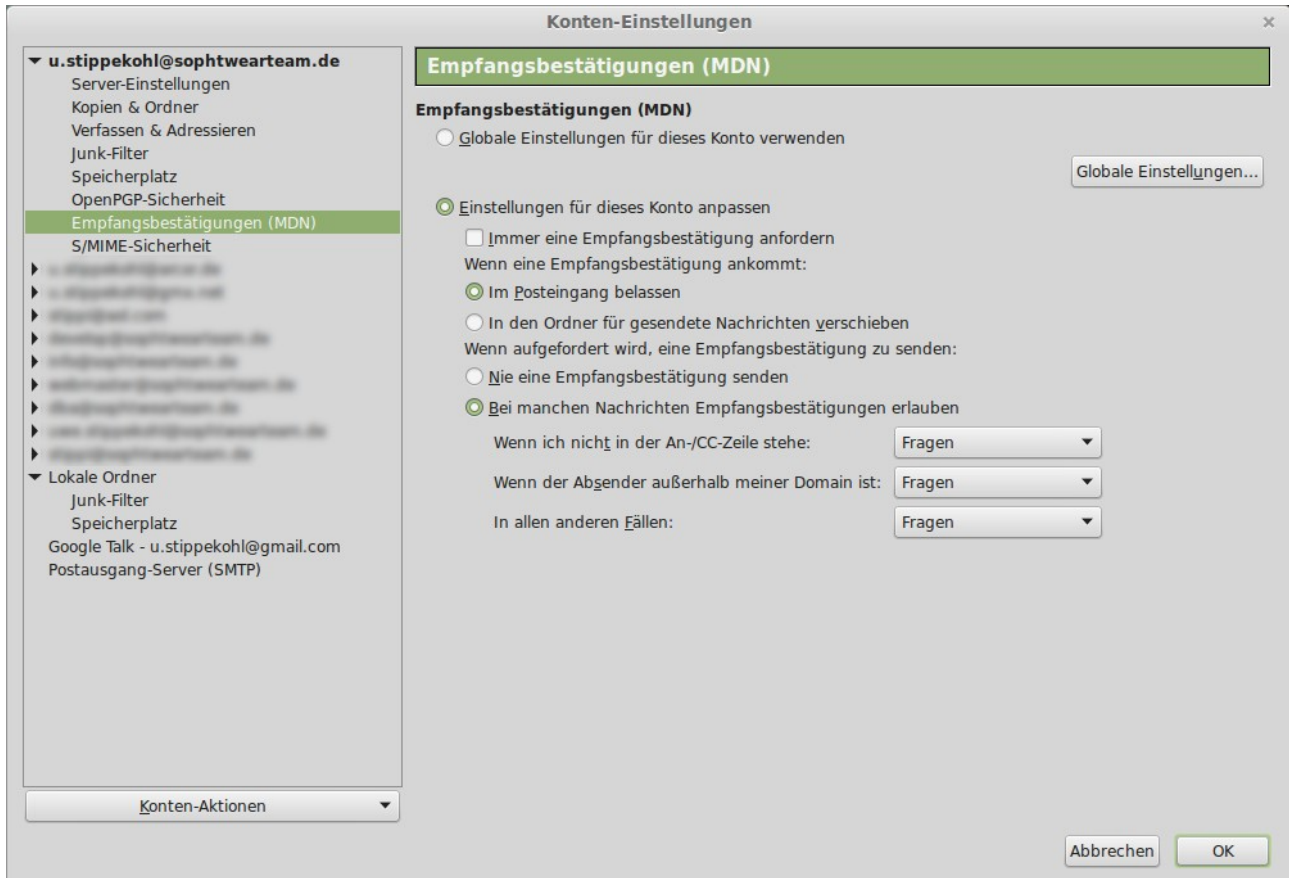 Konten-Einstellungen
u.stippekohl@sophtwearteam.de
Server-Einstellungen
Kopien & Ordner
Verfassen & Adressieren
Junk-Filter
Speicherplatz
OpenPGP-Sicherheit
Empfangsbestätigungen (MDN)
S/MIME-Sicherheit
Lokale Ordner
Junk-Filter
Speicherplatz
Google Talk - u.stippekohl@gmail.com
Postausgang-Server (SMTP)
Konten-Aktionen
Empfangsbestätigungen (MDN)
Empfangsbestätigungen (MDN)
Globale Einstellungen für dieses Konto verwenden
Globale Einstellungen...
Einstellungen für dieses Konto anpassen
Immer eine Empfangsbestätigung anfordern
Wenn eine Empfangsbestätigung ankommt:
Im Posteingang belassen
In den Ordner für gesendete Nachrichten verschieben
Wenn aufgefordert wird, eine Empfangsbestätigung zu senden:
Nie eine Empfangsbestätigung senden
Bei manchen Nachrichten Empfangsbestätigungen erlauben
Wenn ich nicht in der An-/CC-Zeile stehe: Fragen
Wenn der Absender außerhalb meiner Domain ist: Fragen
In allen anderen Fällen: Fragen
Abbrechen OK